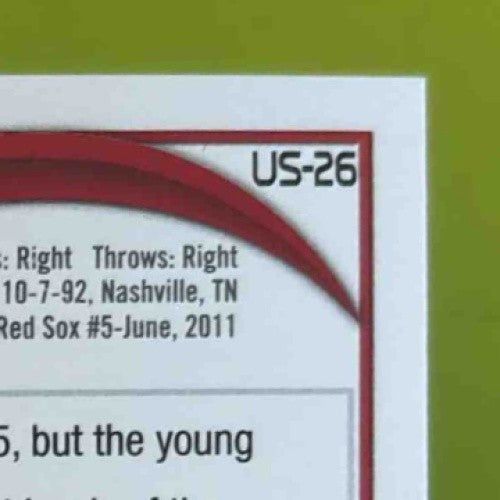 US-26
s: Right Throws: Right
10-7-92, Nashville, TN
Red Sox #5-June, 2011
5, but the young